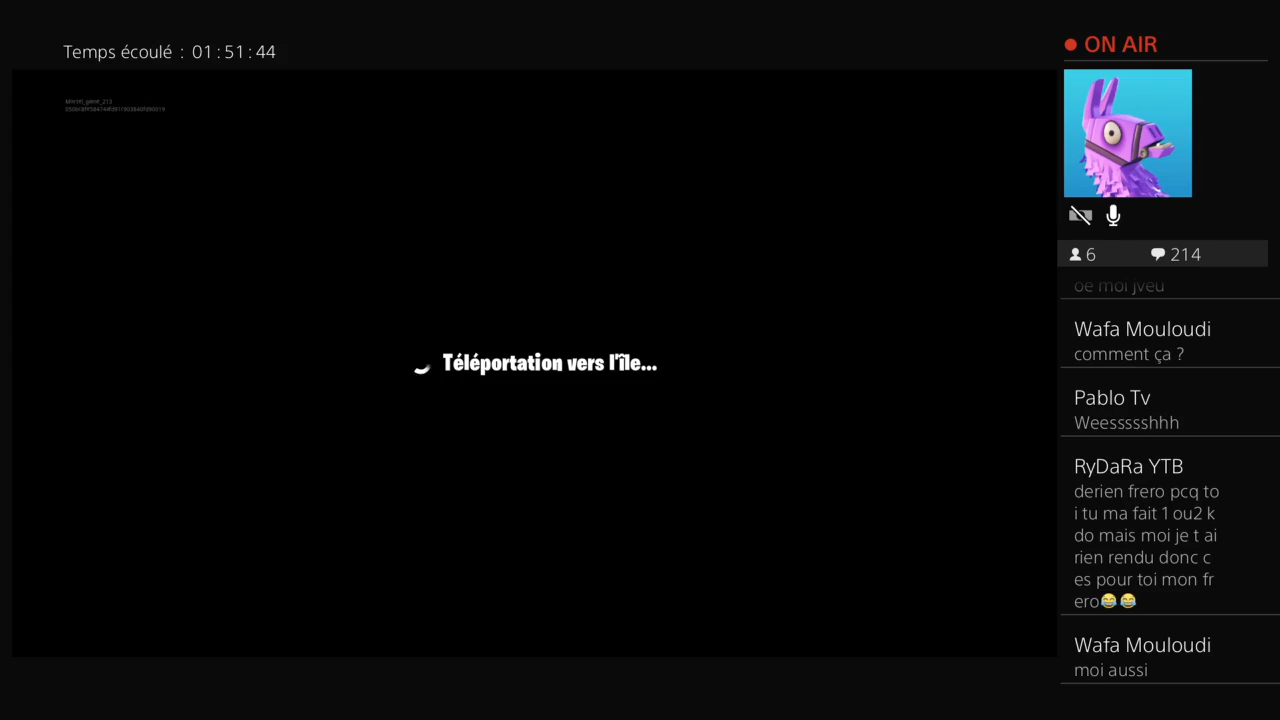 Temps écoulé : 01:51:44
ON AIR
6 214
oe moi jveu
Téléportation vers l'île...
Wafa Mouloudi
comment ça ?
Pablo Tv
Weesssshhh
RyDaRa YTB
derien frero pcq to
i tu ma fait 1 ou2 k
do mais moi je t ai
rien rendu donc c
es pour toi mon fr
ero😂😂
Wafa Mouloudi
moi aussi